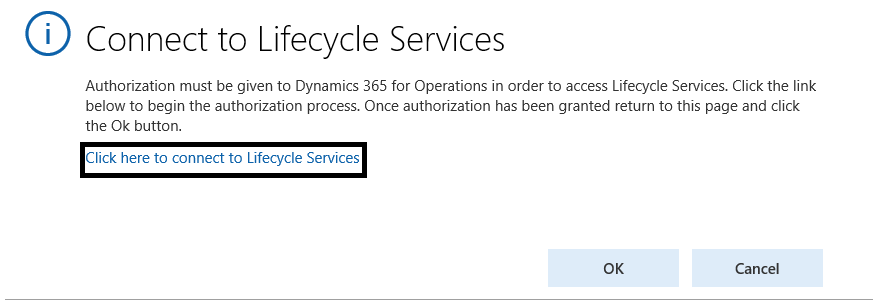 Connect to Lifecycle Services
Authorization must be given to Dynamics 365 for Operations in order to access Lifecycle Services. Click the link
below to begin the authorization process. Once authorization has been granted return to this page and click
the Ok button.
Click here to connect to Lifecycle Services
OK
Cancel